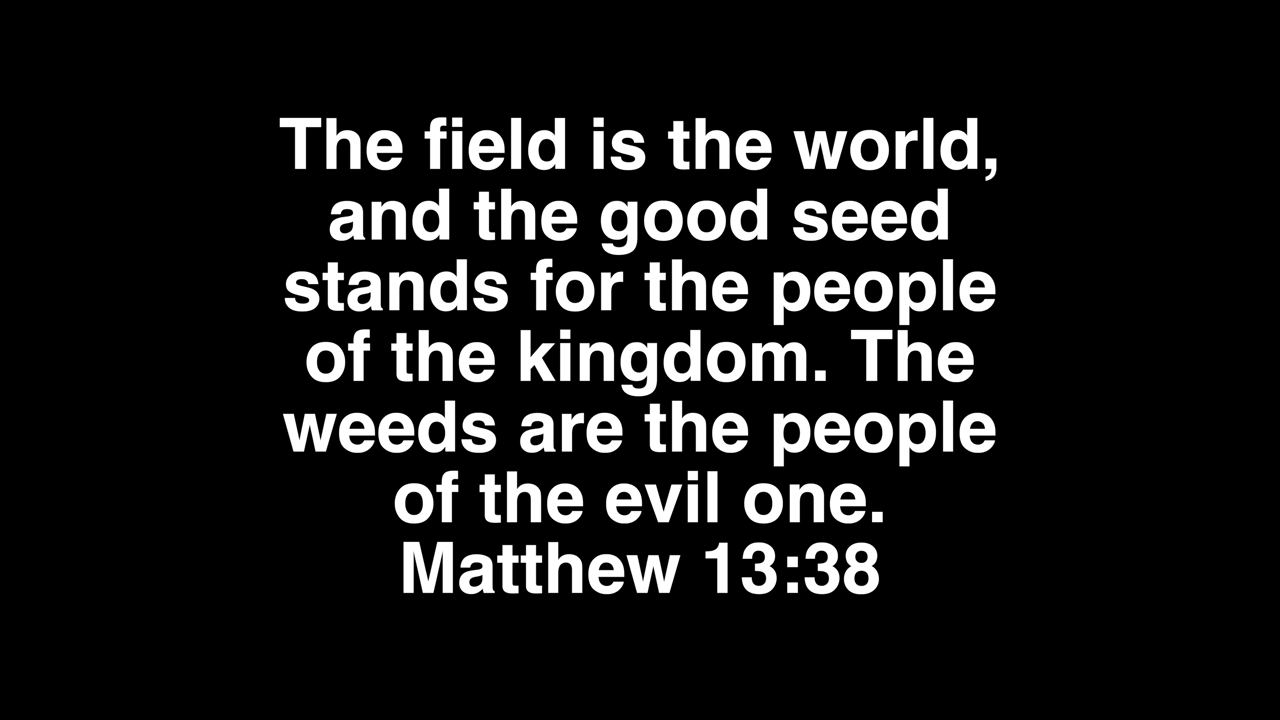 The field is the world,
and the good seed
stands for the people
of the kingdom. The
weeds are the people
of the evil one.
Matthew 13:38